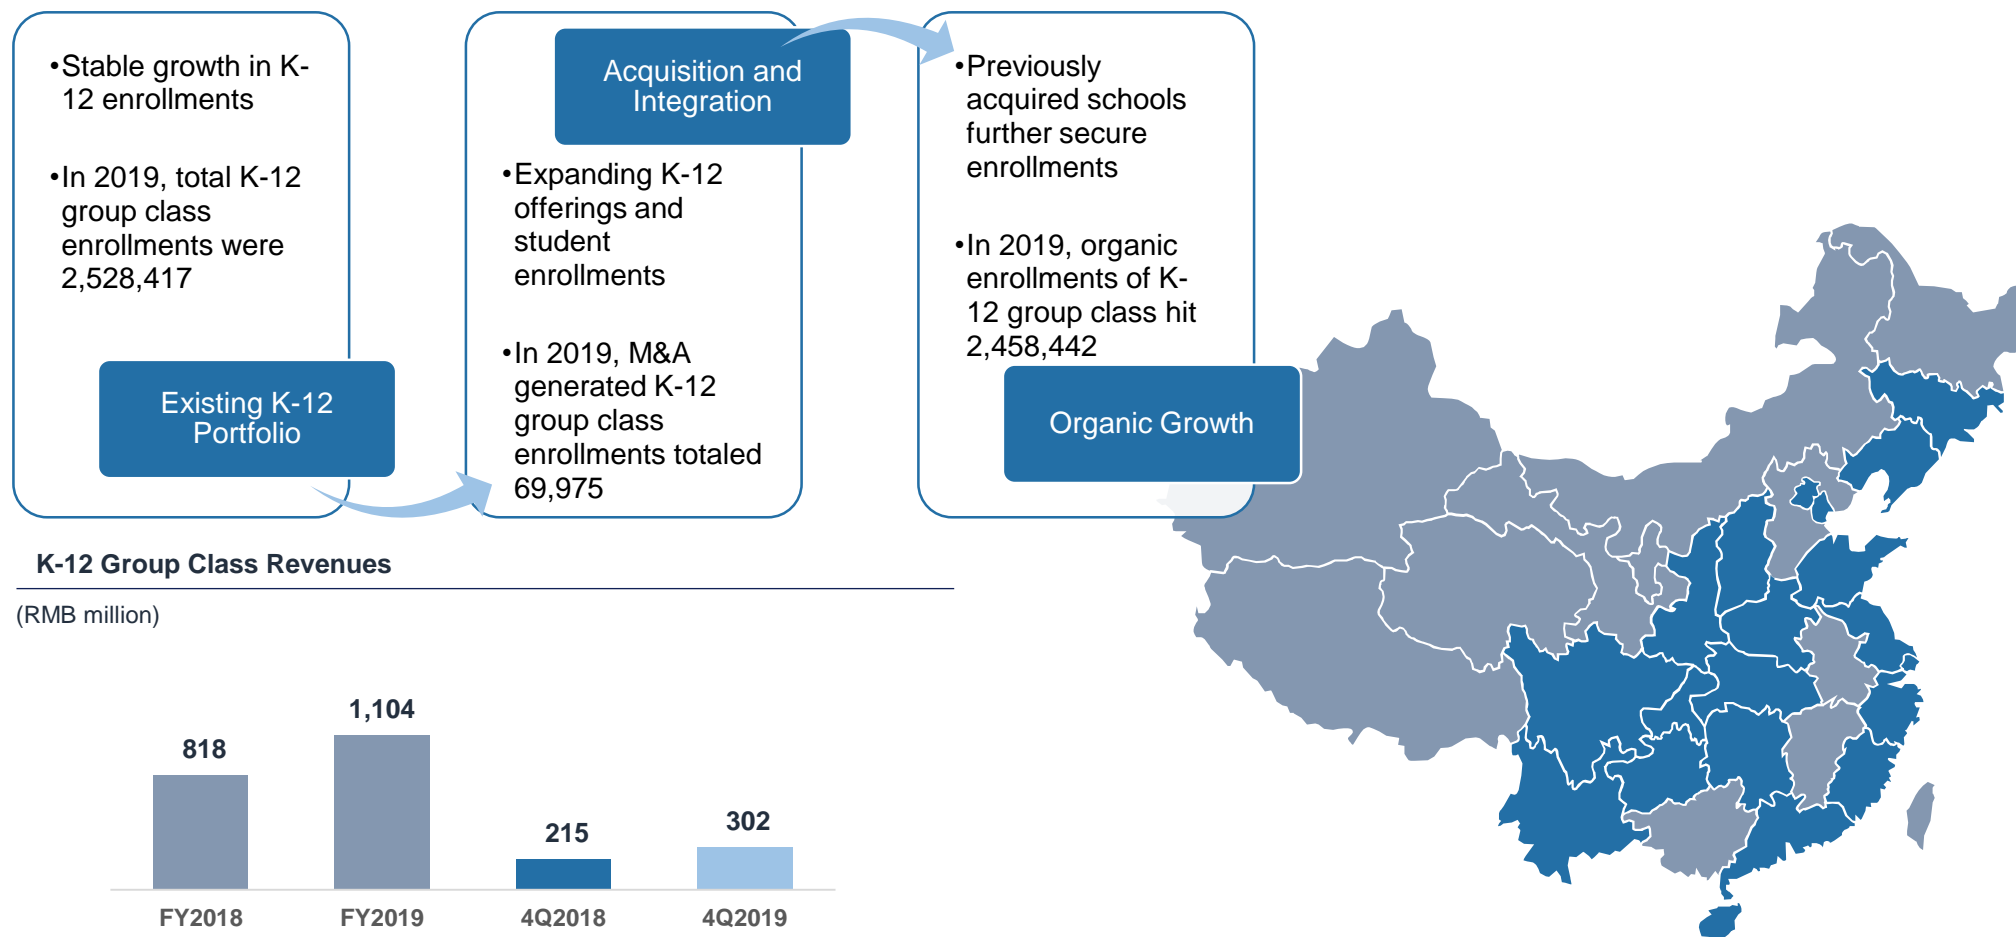 •Stable growth in K-
12 enrollments
•In 2019, total K-12
group class
enrollments were
2,528,417
Existing K-12
Portfolio
Acquisition and
Integration
•Expanding K-12
offerings and
student
enrollments
•In 2019, M&A
generated K-12
group class
enrollments totaled
69,975
•Previously
acquired schools
further secure
enrollments
•In 2019, organic
enrollments of K-
12 group class hit
2,458,442
Organic Growth
K-12 Group Class Revenues
(RMB million)
818
1,104
215
302
FY2018
FY2019
4Q2018
4Q2019